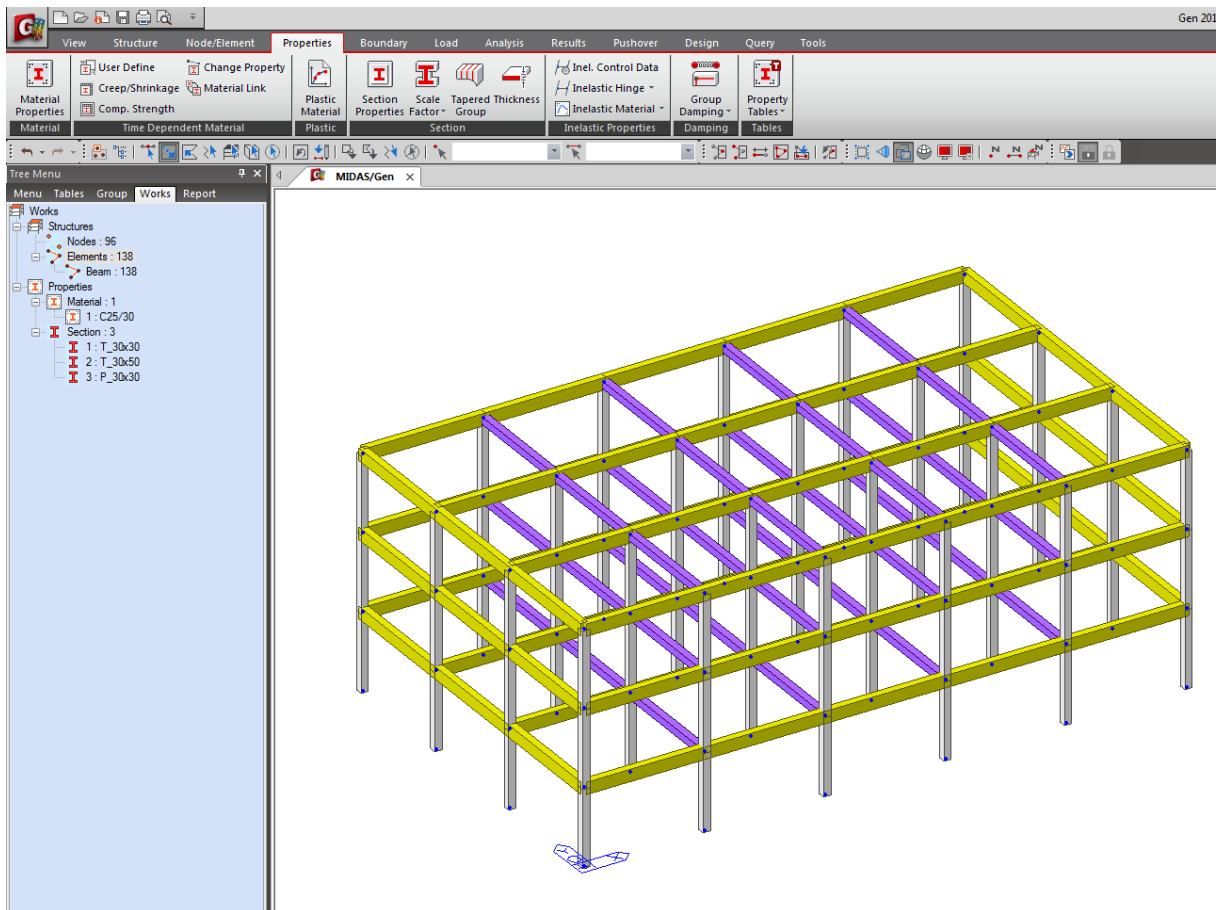 Gen 201
View Structure Node/Element Properties Boundary Load Analysis Results Pushover Design Query Tools
User Define Change Property
Creep/Shrinkage Material Link
Comp. Strength
Material Properties
Plastic Material
Section Properties
Scale Factor
Tapered Group
Thickness
Inel. Control Data
Inelastic Hinge
Inelastic Material
Group Damping
Property Tables
Material Time Dependent Material Plastic Section Inelastic Properties Damping Tables
Tree Menu
MIDAS/Gen
Menu Tables Group Works Report
Works
Structures
Nodes : 96
Elements : 138
Beam : 138
Properties
Material : 1
1 : C25/30
Section : 3
1 : T_30x30
2 : T_30x50
3 : P_30x30